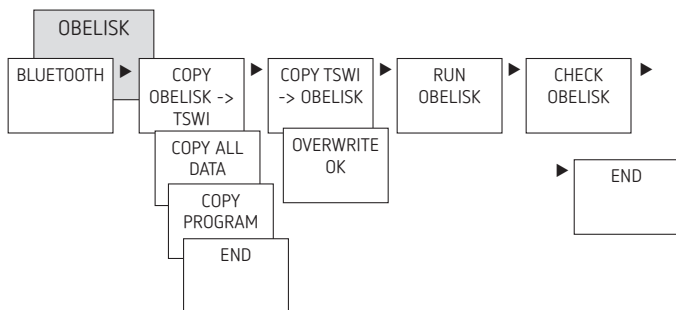 OBELISK
BLUETOOTH
COPY
OBELISK ->
TSWI
COPY ALL
DATA
COPY
PROGRAM
END
COPY TSWI
-> OBELISK
OVERWRITE
OK
RUN
OBELISK
CHECK
OBELISK
END